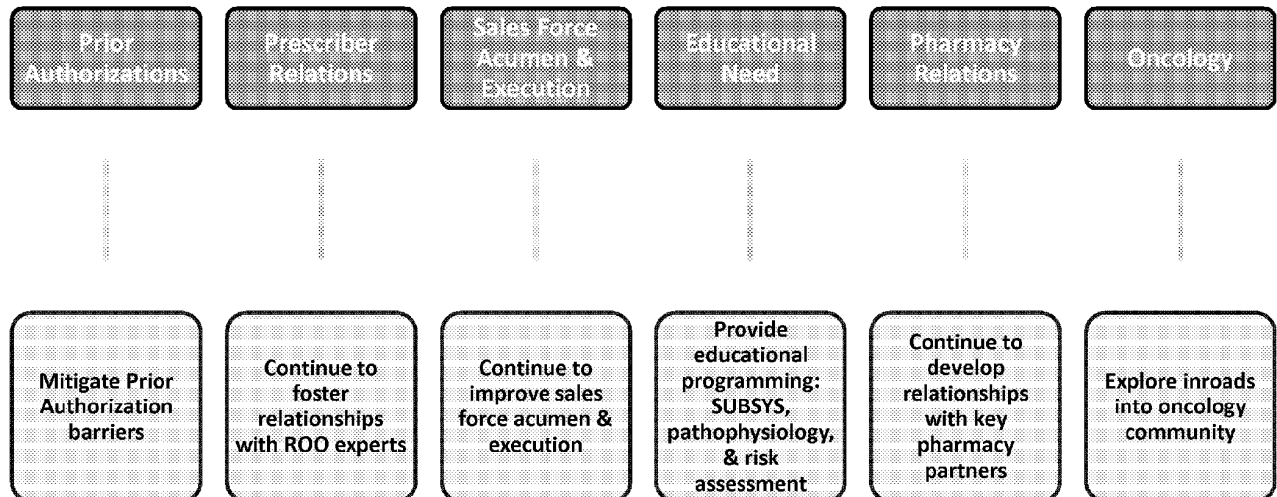 Prior
Authorizations
Prescriber
Relations
Sales Force
Acumen &
Execution
Educational
Need
Pharmacy
Relations
Oncology
Mitigate Prior
Authorization
barriers
Continue to
foster
relationships
with ROO experts
Continue to
improve sales
force acumen &
execution
Provide
educational
programming:
SUBSYS,
pathophysiology,
& risk
assessment
Continue to
develop
relationships
with key
pharmacy
partners
Explore inroads
into oncology
community